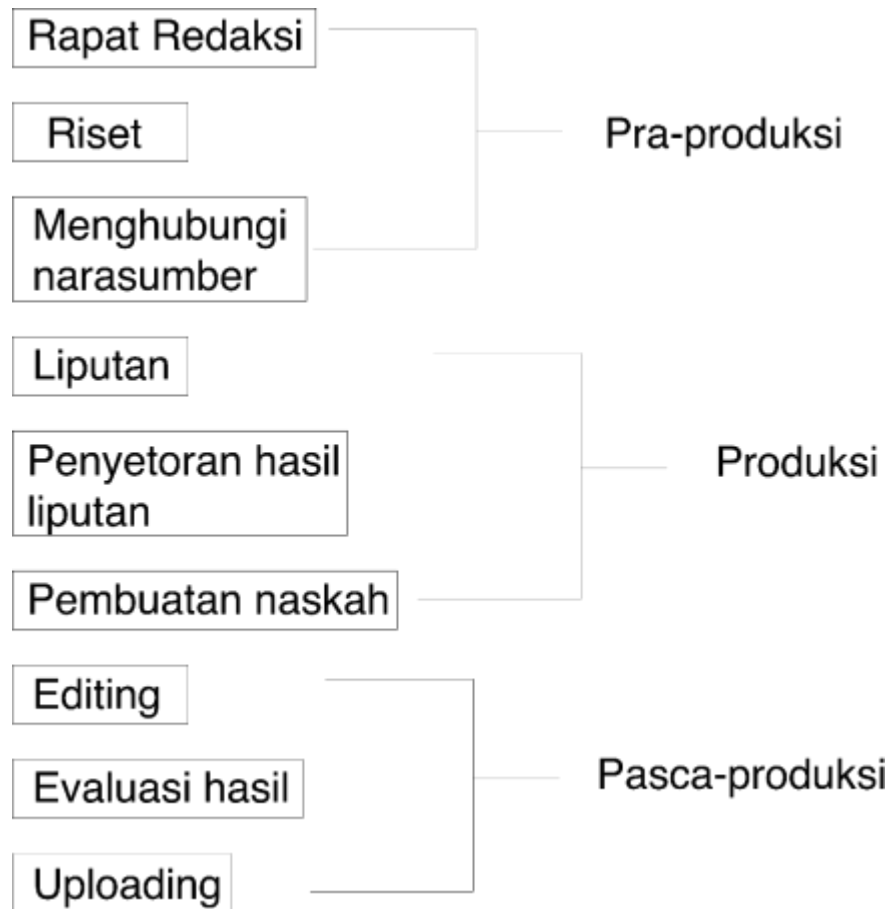 Rapat Redaksi
Riset
Pra-produksi
Menghubungi
narasumber
Liputan
Penyetoran hasil
liputan
Produksi
Pembuatan naskah
Editing
Evaluasi hasil
Pasca-produksi
Uploading